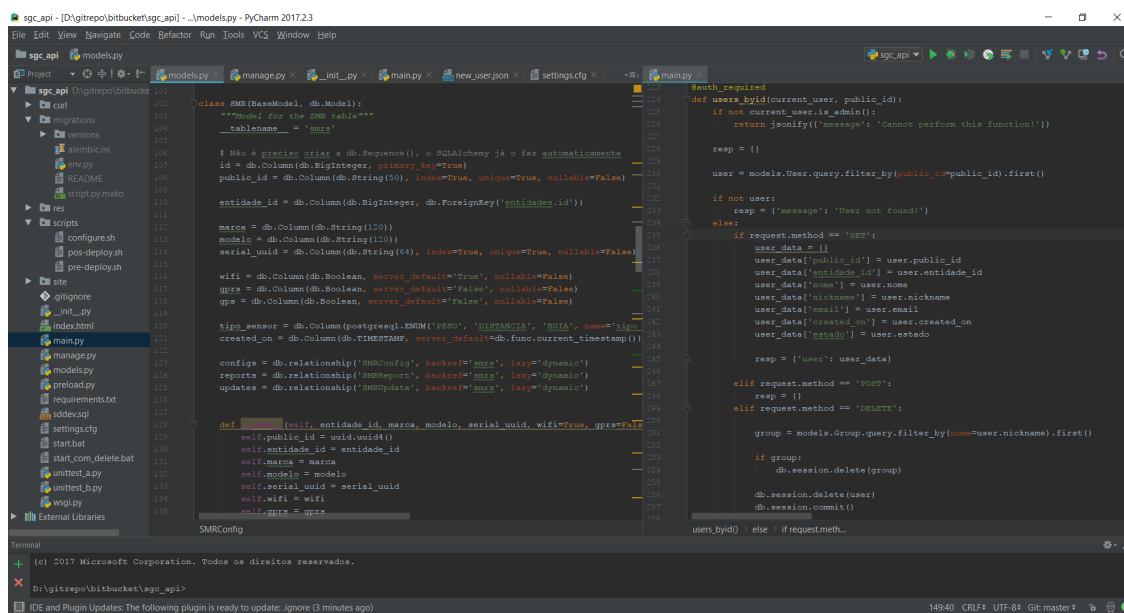 sgc_api - [D:\gitrepo\bitbucket\sgc_api] - ...\models.py - PyCharm 2017.2.3
File Edit View Navigate Code Refactor Run Tools VCS Window Help
sgc_api models.py
sgc_api
Project
models.py manage.py __init__.py main.py new_user.json settings.cfg
main.py
sgc_api D:\gitrepo\bitbucke
curl
migrations
versions
alembic.ini
env.py
README
script.py.mako
res
scripts
configure.sh
pos-deploy.sh
pre-deploy.sh
site
.gitignore
__init__.py
index.html
main.py
manage.py
models.py
preload.py
requirements.txt
sddev.sql
settings.cfg
start.bat
start_com_delete.bat
unittest_a.py
unittest_b.py
wsgi.py
External Libraries
class SMR(BaseModel, db.Model):
"""Model for the SMR table"""
__tablename__ = 'smrs'
# Não é preciso criar a db.Sequence(), o SQLAlchemy já o faz automaticamente
id = db.Column(db.BigInteger, primary_key=True)
public_id = db.Column(db.String(50), index=True, unique=True, nullable=False)
entidade_id = db.Column(db.BigInteger, db.ForeignKey('entidades.id'))
marca = db.Column(db.String(120))
modelo = db.Column(db.String(120))
serial_uuid = db.Column(db.String(64), index=True, unique=True, nullable=False)
wifi = db.Column(db.Boolean, server_default='True', nullable=False)
gprs = db.Column(db.Boolean, server_default='False', nullable=False)
gps = db.Column(db.Boolean, server_default='False', nullable=False)
tipo_sensor = db.Column(postgresql.ENUM('PESO', 'DISTANCIA', 'BOIA', name='tipo_
created_on = db.Column(db.TIMESTAMP, server_default=db.func.current_timestamp())
configs = db.relationship('SMRConfig', backref='smrs', lazy='dynamic')
reports = db.relationship('SMRReport', backref='smrs', lazy='dynamic')
updates = db.relationship('SMRUpdate', backref='smrs', lazy='dynamic')
def (self, entidade_id, marca, modelo, serial_uuid, wifi=True, gprs=Fals
self.public_id = uuid.uuid4()
self.entidade_id = entidade_id
self.marca = marca
self.modelo = modelo
self.serial_uuid = serial_uuid
self.wifi = wifi
self.gprs = gprs
SMRConfig
@auth_required
def users_byid(current_user, public_id):
if not current_user.is_admin():
return jsonify({'message': 'Cannot perform this function!'})
resp = {}
user = models.User.query.filter_by(public_id=public_id).first()
if not user:
resp = {'message': 'User not found!'}
else:
if request.method == 'GET':
user_data = {}
user_data['public_id'] = user.public_id
user_data['entidade_id'] = user.entidade_id
user_data['nome'] = user.nome
user_data['nickname'] = user.nickname
user_data['email'] = user.email
user_data['created_on'] = user.created_on
user_data['estado'] = user.estado
resp = {'user': user_data}
elif request.method == 'POST':
resp = {}
elif request.method == 'DELETE':
group = models.Group.query.filter_by(nome=user.nickname).first()
if group:
db.session.delete(group)
db.session.delete(user)
db.session.commit()
users_byid() › else › if request.meth...
Terminal
(c) 2017 Microsoft Corporation. Todos os direitos reservados.
D:\gitrepo\bitbucket\sgc_api>
IDE and Plugin Updates: The following plugin is ready to update: .ignore (3 minutes ago)
149:40 CRLF UTF-8 Git: master